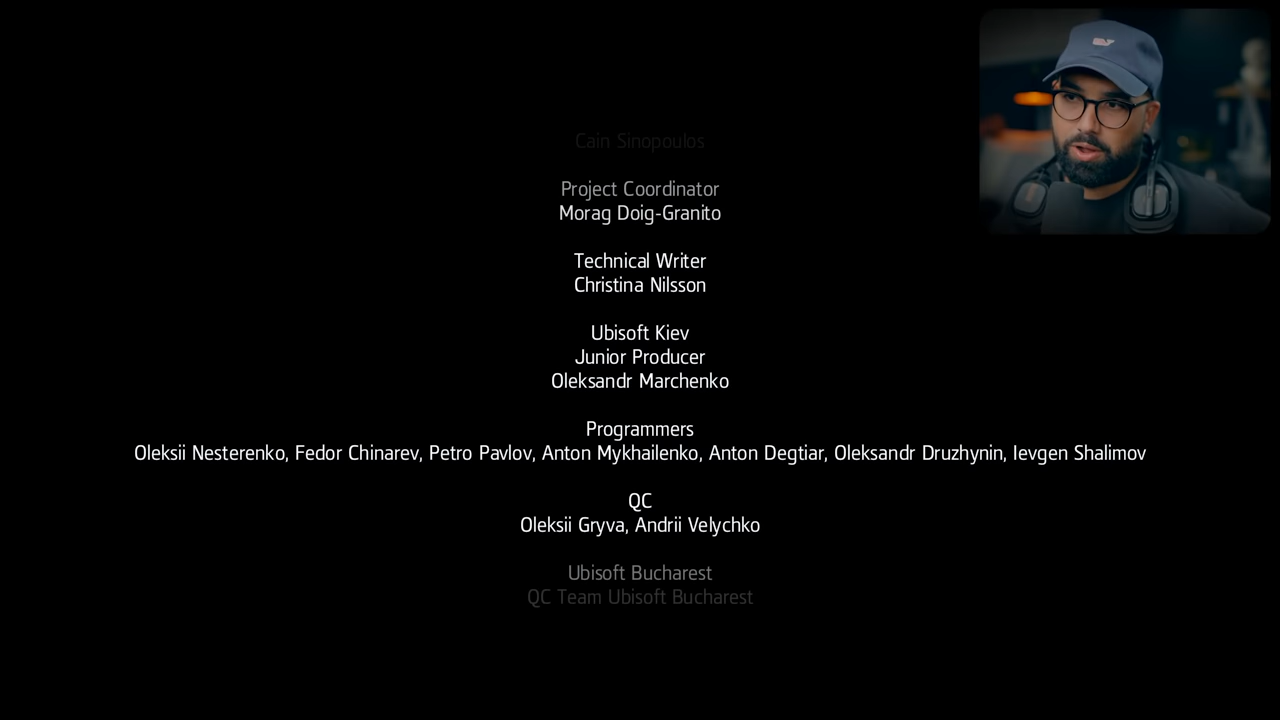 Cain Sinopoulos
Project Coordinator
Morag Doig-Granito
Technical Writer
Christina Nilsson
Ubisoft Kiev
Junior Producer
Oleksandr Marchenko
Programmers
Oleksii Nesterenko, Fedor Chinarev, Petro Pavlov, Anton Mykhailenko, Anton Degtiar, Oleksandr Druzhynin, Ievgen Shalimov
QC
Oleksii Gryva, Andrii Velychko
Ubisoft Bucharest
QC Team Ubisoft Bucharest